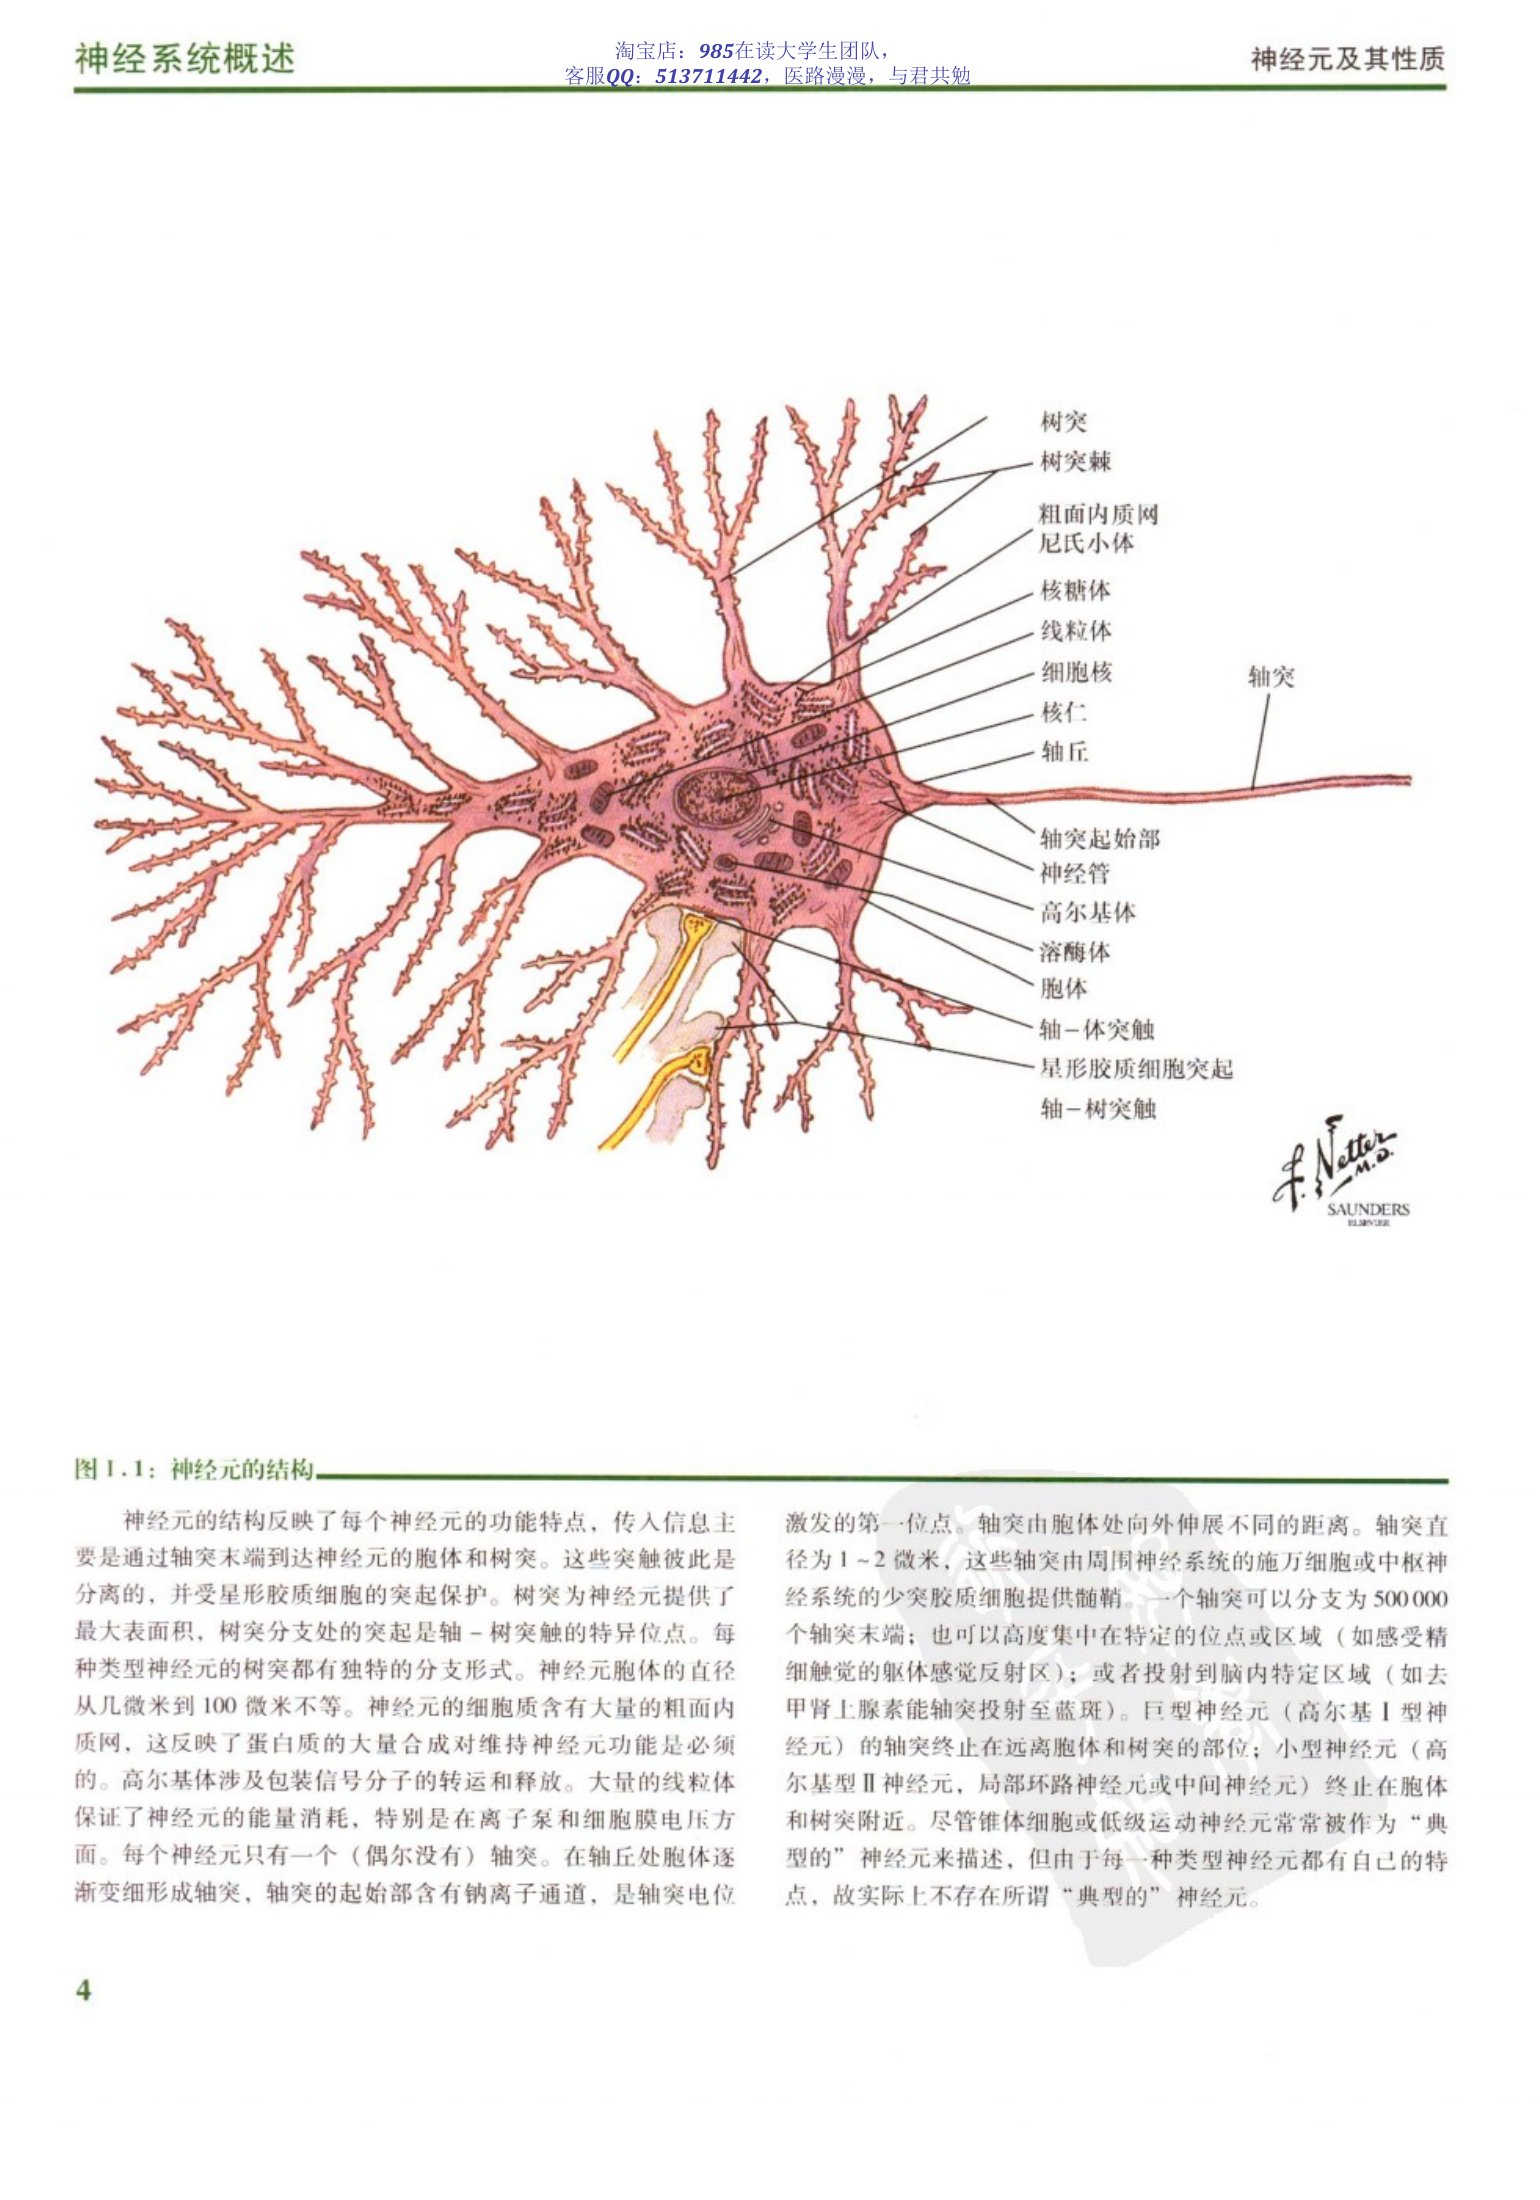 神经系统概述
淘宝店：985在读大学生团队，
客服QQ：513711442，医路漫漫，与君共勉
神经元及其性质
树突
树突棘
粗面内质网
尼氏小体
核糖体
线粒体
细胞核
核仁
轴丘
轴突
轴突起始部
神经管
高尔基体
溶酶体
胞体
轴－体突触
星形胶质细胞突起
轴－树突触
F. Netter
M.D.
SAUNDERS
ELSEVIER
图 I.1：神经元的结构
神经元的结构反映了每个神经元的功能特点，传入信息主
要是通过轴突末端到达神经元的胞体和树突。这些突触彼此是
分离的，并受星形胶质细胞的突起保护。树突为神经元提供了
最大表面积，树突分支处的突起是轴－树突触的特异位点。每
种类型神经元的树突都有独特的分支形式。神经元胞体的直径
从几微米到 100 微米不等。神经元的细胞质含有大量的粗面内
质网，这反映了蛋白质的大量合成对维持神经元功能是必须
的。高尔基体涉及包装信号分子的转运和释放。大量的线粒体
保证了神经元的能量消耗，特别是在离子泵和细胞膜电压方
面。每个神经元只有一个（偶尔没有）轴突。在轴丘处胞体逐
渐变细形成轴突，轴突的起始部含有钠离子通道，是轴突电位
激发的第一位点。轴突由胞体处向外伸展不同的距离。轴突直
径为 1～2 微米，这些轴突由周围神经系统的施万细胞或中枢神
经系统的少突胶质细胞提供髓鞘。一个轴突可以分支为 500 000
个轴突末端；也可以高度集中在特定的位点或区域（如感受精
细触觉的躯体感觉反射区）；或者投射到脑内特定区域（如去
甲肾上腺素能轴突投射至蓝斑）。巨型神经元（高尔基 I 型神
经元）的轴突终止在远离胞体和树突的部位；小型神经元（高
尔基型 II 神经元，局部环路神经元或中间神经元）终止在胞体
和树突附近。尽管锥体细胞或低级运动神经元常常被作为“典
型的”神经元来描述，但由于每一种类型神经元都有自己的特
点，故实际上不存在所谓“典型的”神经元。
4